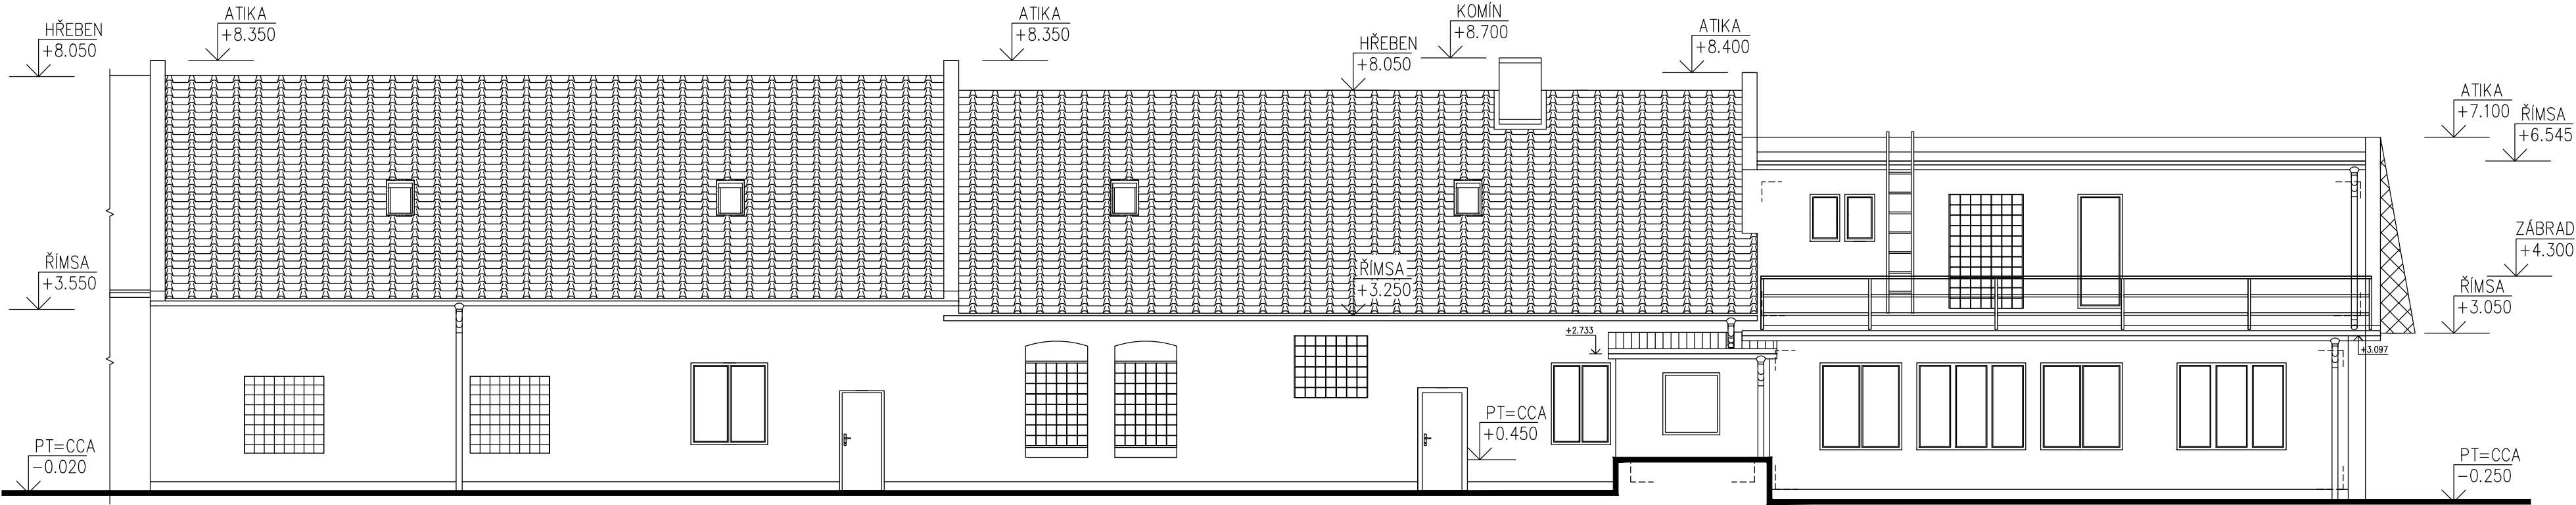 HŘEBEN
+8.050
ATIKA
+8.350
ATIKA
+8.350
HŘEBEN
+8.050
KOMÍN
+8.700
ATIKA
+8.400
ATIKA
+7.100
ŘÍMSA
+6.545
ZÁBRAD
+4.300
ŘÍMSA
+3.550
ŘÍMSA
+3.250
ŘÍMSA
+3.050
+2.733
+3.097
PT=CCA
-0.020
PT=CCA
+0.450
PT=CCA
-0.250